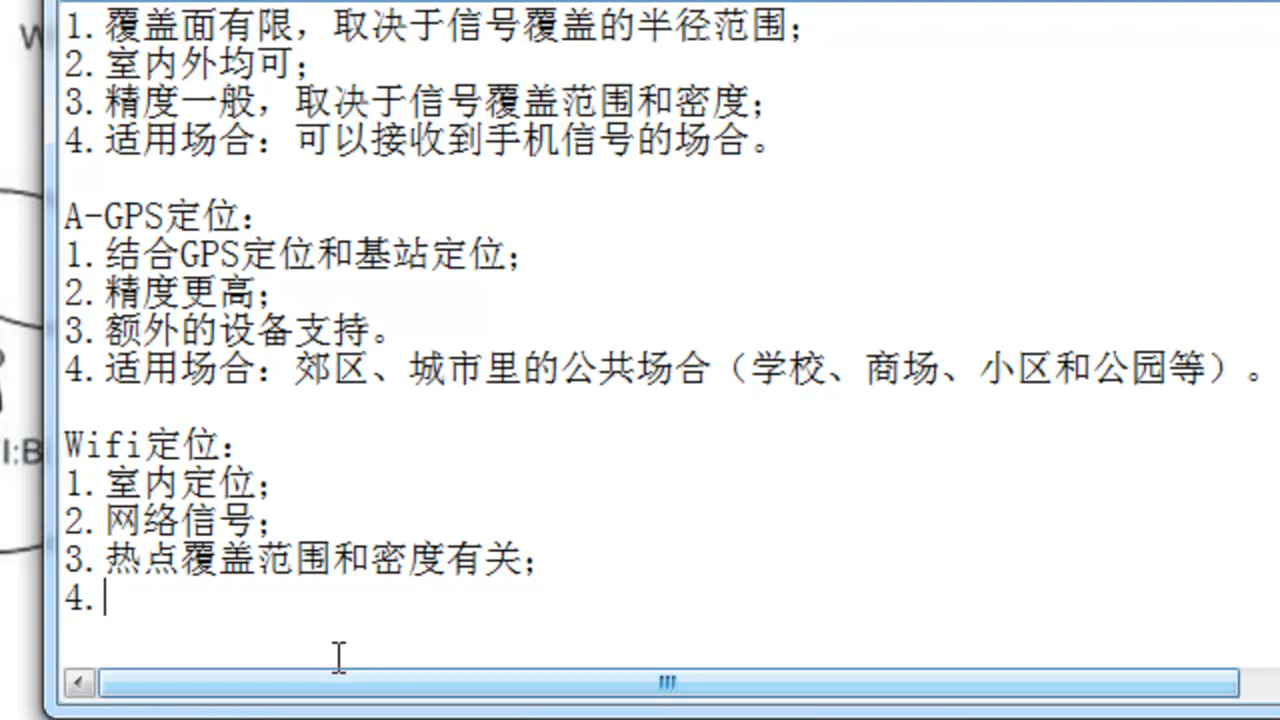 W
1.覆盖面有限，取决于信号覆盖的半径范围；
2.室内外均可；
3.精度一般，取决于信号覆盖范围和密度；
4.适用场合：可以接收到手机信号的场合。
A-GPS定位：
1.结合GPS定位和基站定位；
2.精度更高；
3.额外的设备支持。
4.适用场合：郊区、城市里的公共场合（学校、商场、小区和公园等）。
I:B
Wifi定位：
1.室内定位；
2.网络信号；
3.热点覆盖范围和密度有关；
4.